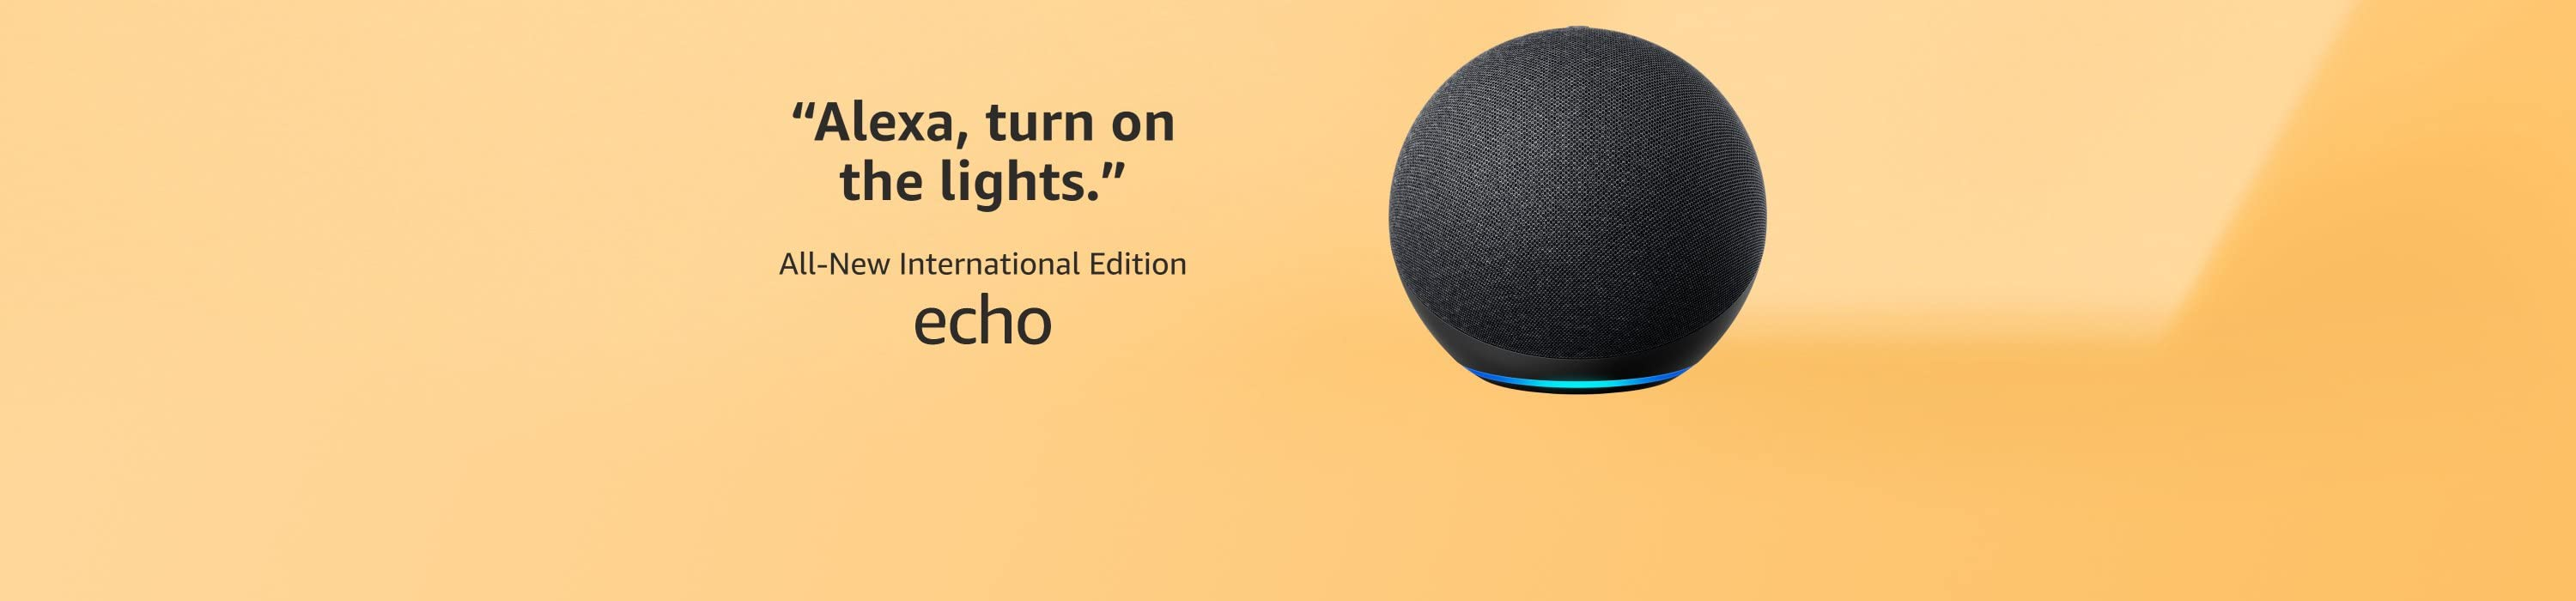 “Alexa, turn on
the lights.”
All-New International Edition
echo